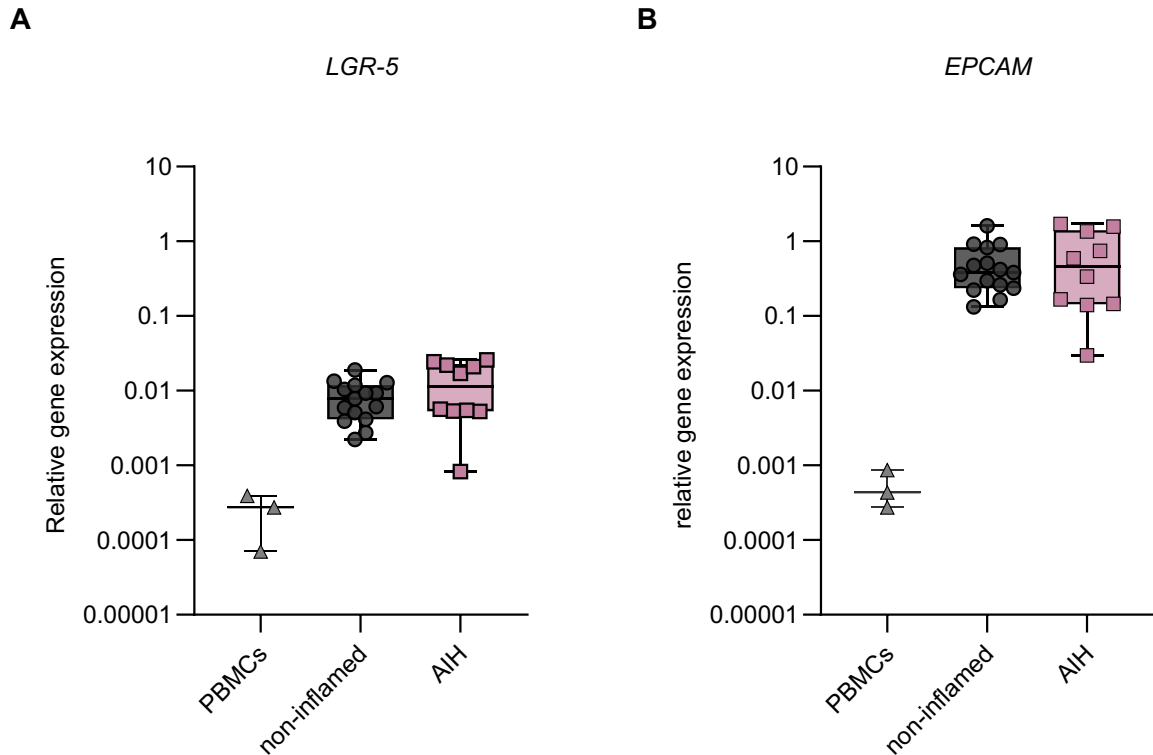 A
LGR-5
Relative gene expression
10
1
0.1
0.01
0.001
0.0001
0.00001
PBMCs
non-inflamed
AIH
B
EPCAM
relative gene expression
10
1
0.1
0.01
0.001
0.0001
0.00001
PBMCs
non-inflamed
AIH